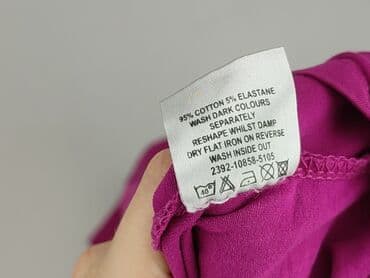 95% COTTON 5% ELASTANE
WASH DARK COLOURS
SEPARATELY
RESHAPE WHILST DAMP
DRY FLAT IRON ON REVERSE
WASH INSIDE OUT
2392-10858-5105
40°